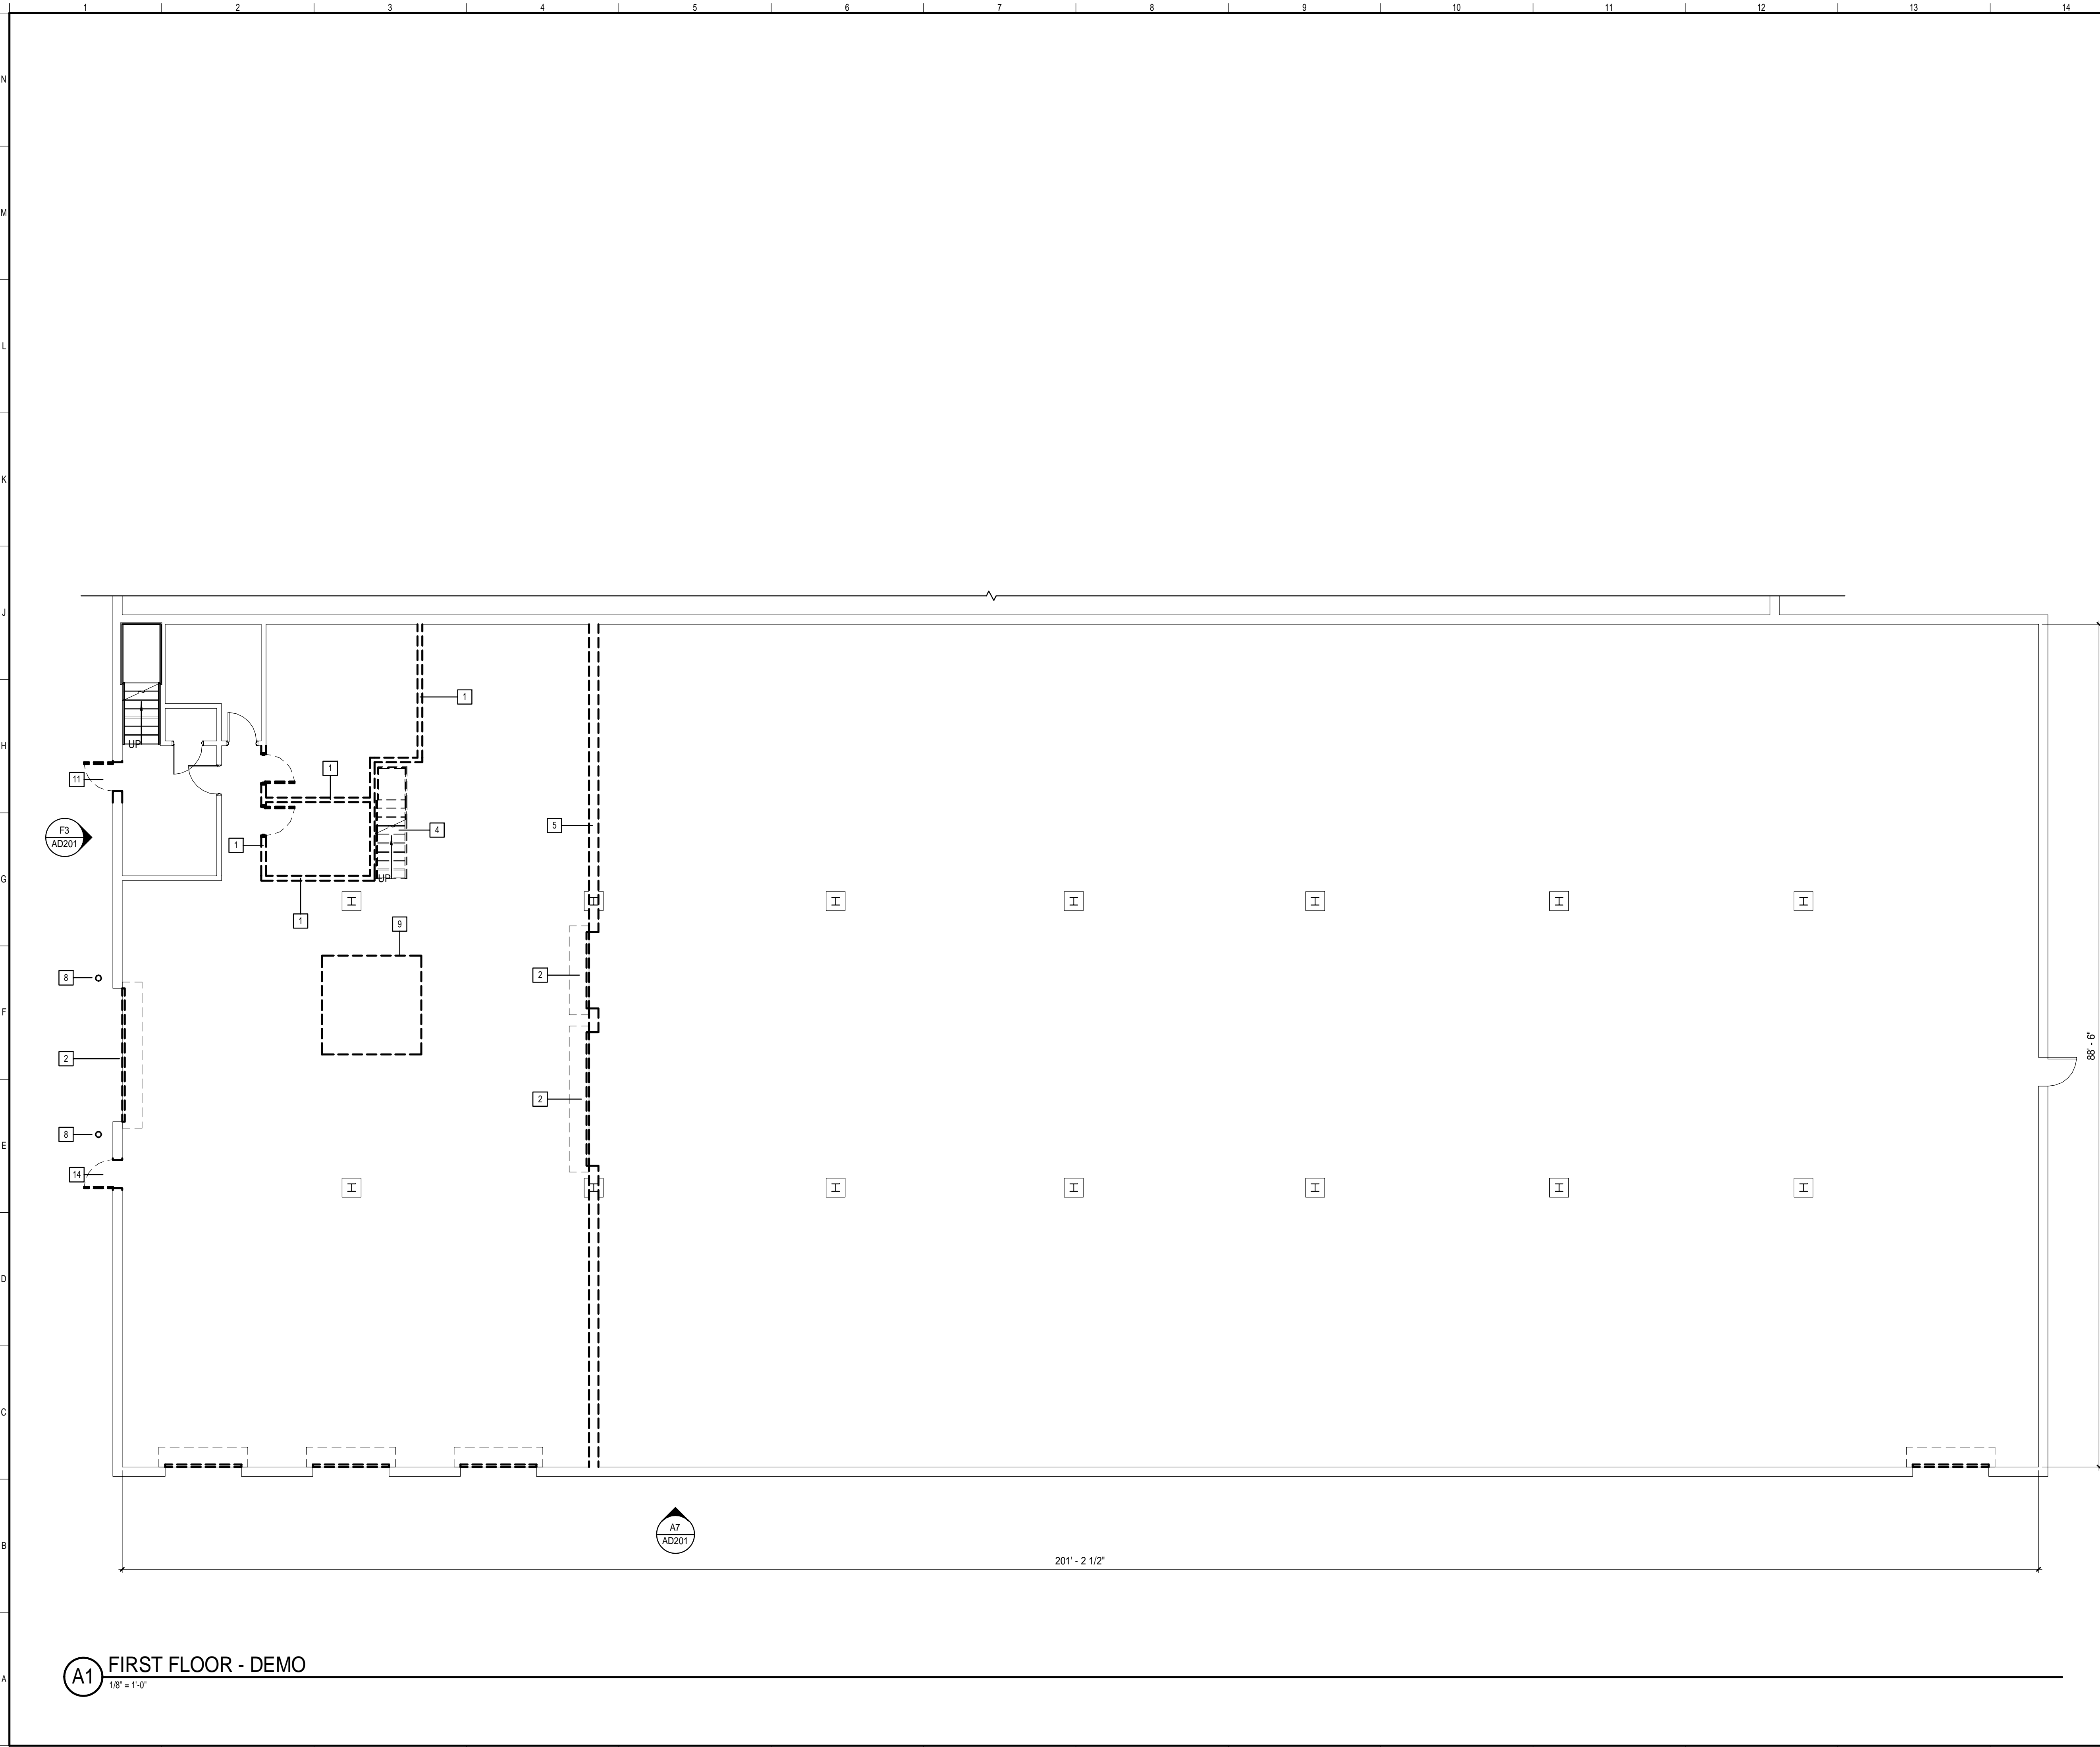 1 2 3 4 5 6 7 8 9 10 11 12 13 14
N
M
L
K
J
H
G
F
E
D
C
B
A
1
UP
1
11
4
5
F3
AD201
1
UP
1
9
8
2
2
88' - 6"
2
8
14
A7
AD201
201' - 2 1/2"
A1
FIRST FLOOR - DEMO
1/8" = 1'-0"